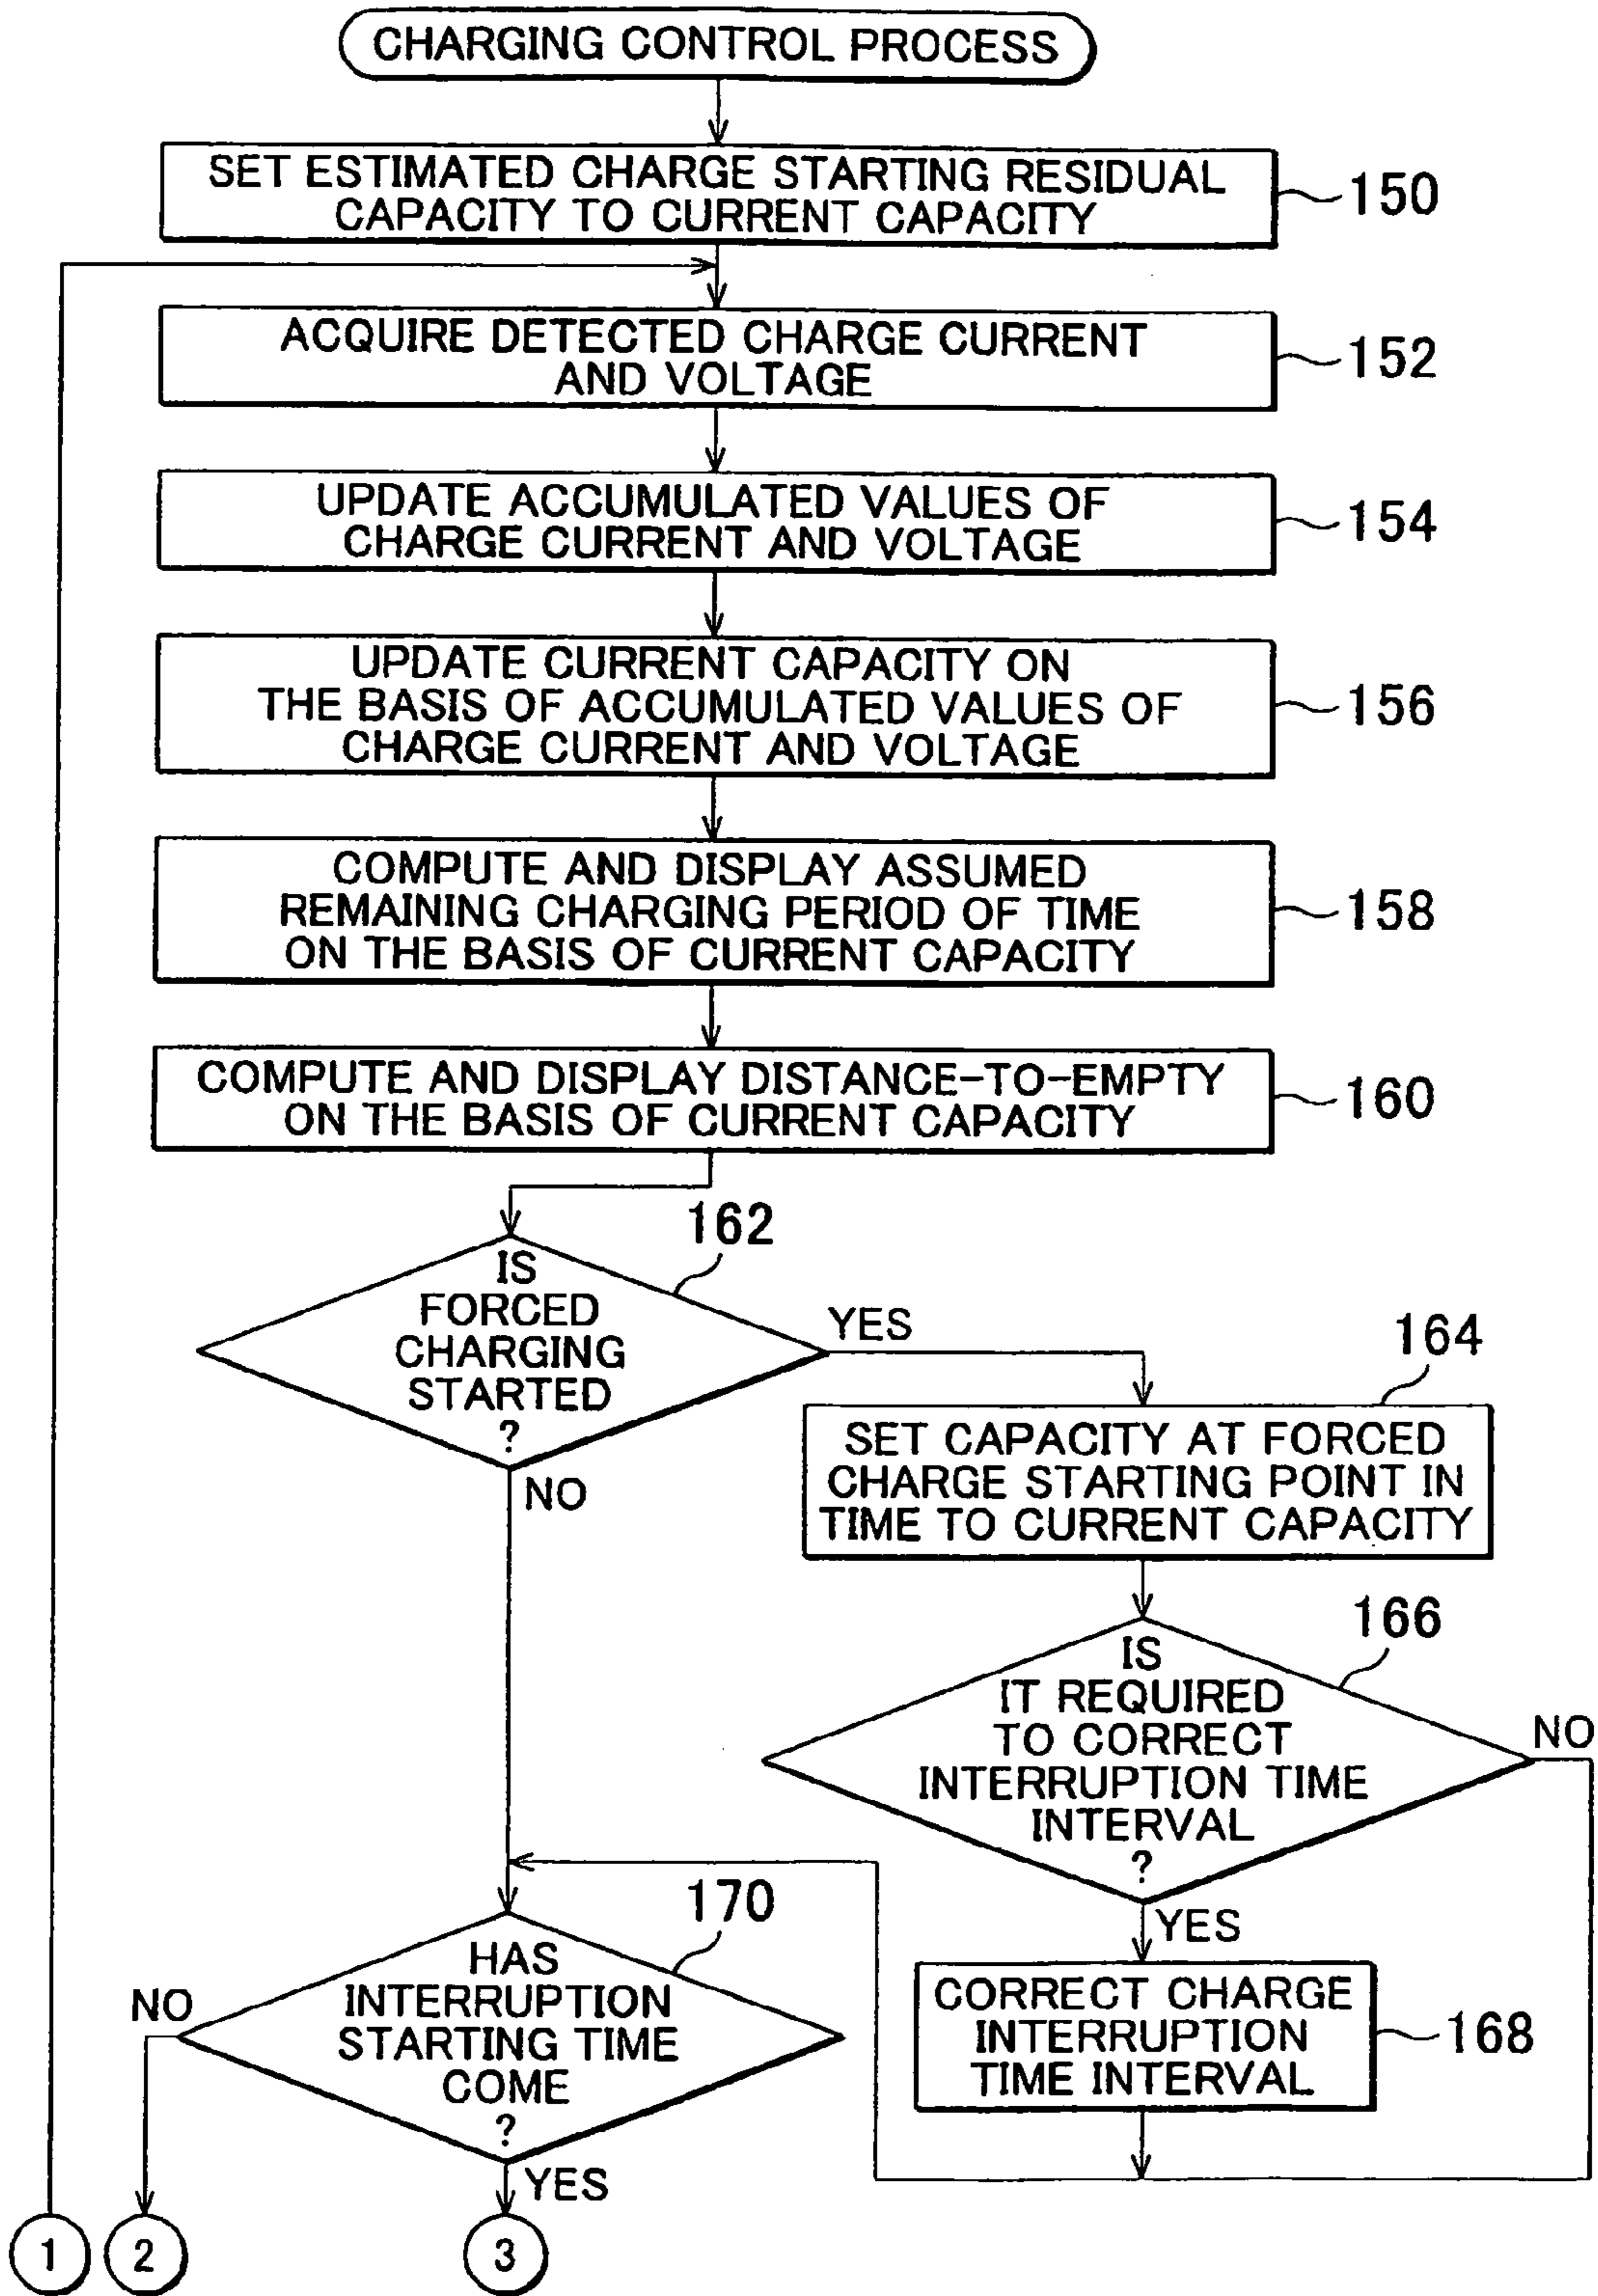 CHARGING CONTROL PROCESS
SET ESTIMATED CHARGE STARTING RESIDUAL
CAPACITY TO CURRENT CAPACITY
150
ACQUIRE DETECTED CHARGE CURRENT
AND VOLTAGE
152
UPDATE ACCUMULATED VALUES OF
CHARGE CURRENT AND VOLTAGE
154
UPDATE CURRENT CAPACITY ON
THE BASIS OF ACCUMULATED VALUES OF
CHARGE CURRENT AND VOLTAGE
156
COMPUTE AND DISPLAY ASSUMED
REMAINING CHARGING PERIOD OF TIME
ON THE BASIS OF CURRENT CAPACITY
158
COMPUTE AND DISPLAY DISTANCE-TO-EMPTY
ON THE BASIS OF CURRENT CAPACITY
160
162
IS
FORCED
CHARGING
STARTED
?
YES
NO
164
SET CAPACITY AT FORCED
CHARGE STARTING POINT IN
TIME TO CURRENT CAPACITY
166
IS
IT REQUIRED
TO CORRECT
INTERRUPTION TIME
INTERVAL
?
NO
YES
CORRECT CHARGE
INTERRUPTION
TIME INTERVAL
168
170
HAS
INTERRUPTION
STARTING TIME
COME
?
NO
YES
1
2
3